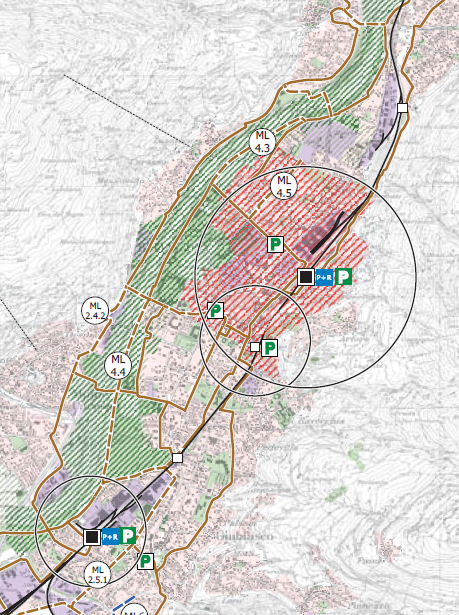 ML
4.3
ML
4.5
P
P+R P
P
ML
2.4.2
P
ML
4.4
P+R P
Giubiasco
P
ML
2.5.1